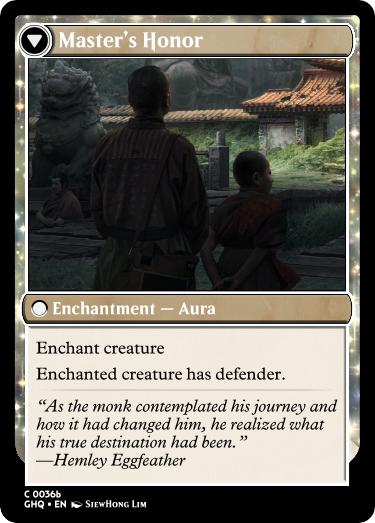 Master's Honor
Enchantment — Aura
Enchant creature
Enchanted creature has defender.
"As the monk contemplated his journey and
how it had changed him, he realized what
his true destination had been."
—Hemley Eggfeather
C 0036b
GHQ • EN SiewHong Lim